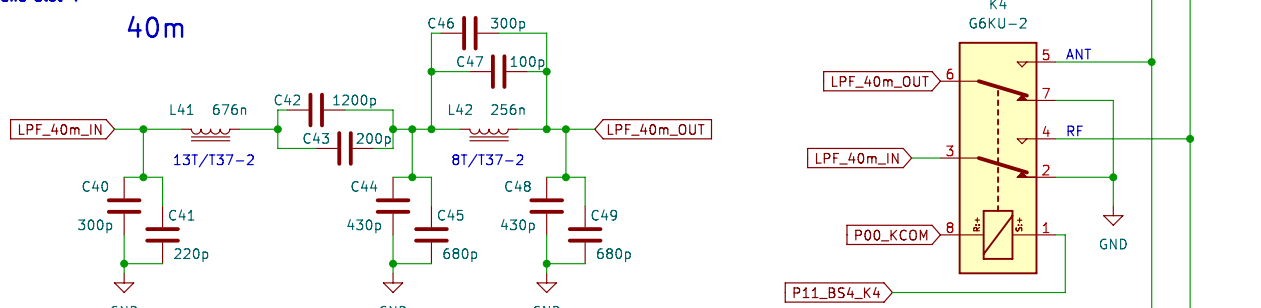 40m
C46 300p
C47 100p
L41 676n
C42 1200p
L42 256n
LPF_40m_IN
C43 200p
LPF_40m_OUT
13T/T37-2
8T/T37-2
C40
300p
C41
220p
C44
430p
C45
680p
C48
430p
C49
680p
K4
G6KU-2
LPF_40m_OUT
6
5
ANT
7
4
RF
LPF_40m_IN
3
2
P00_KCOM
8
R:+
S:+
1
GND
P11_BS4_K4